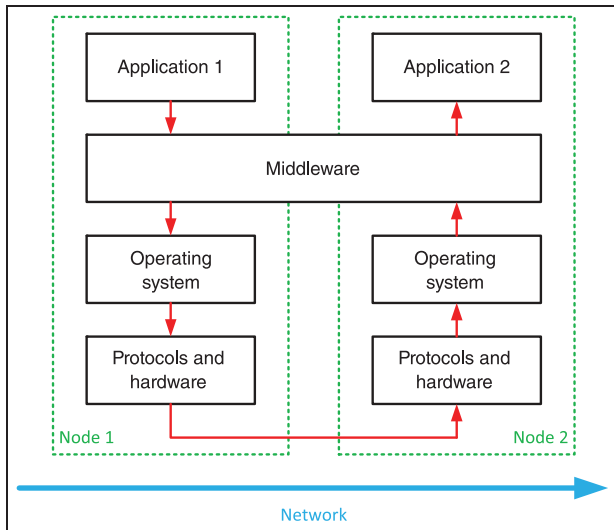 Application 1
Application 2
Middleware
Operating
system
Operating
system
Protocols and
hardware
Protocols and
hardware
Node 1
Node 2
Network